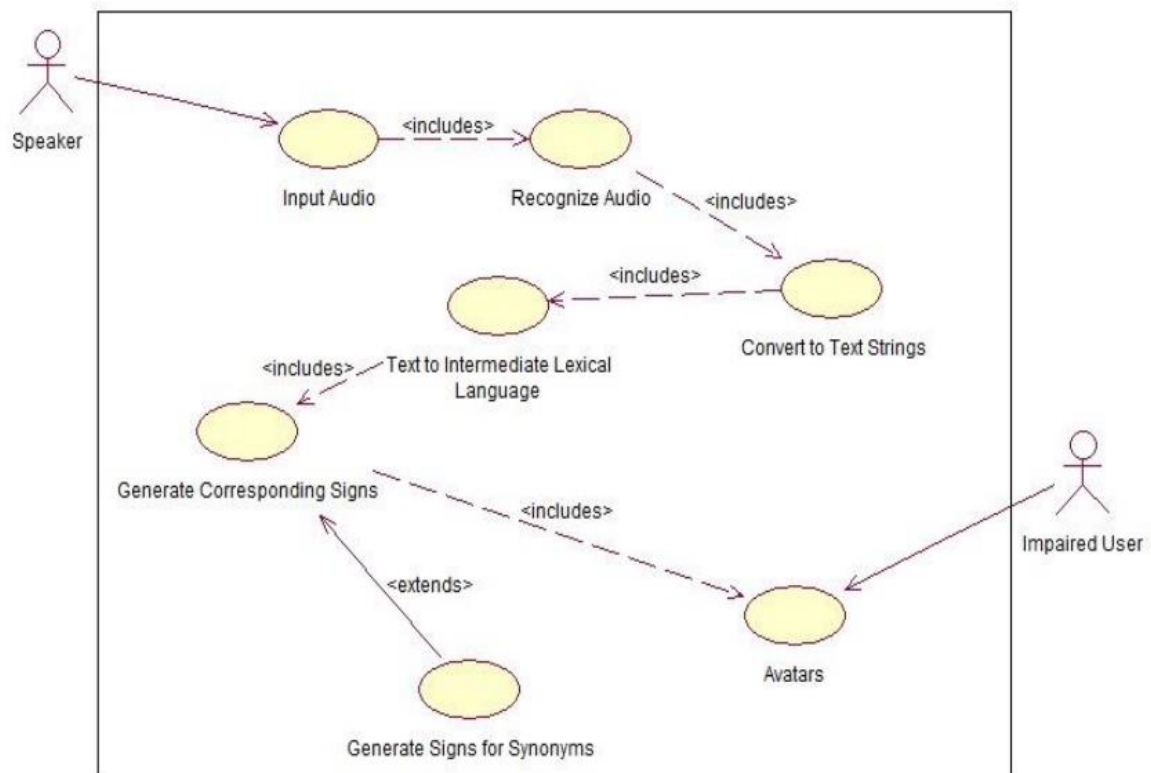 Speaker
<includes>
Input Audio
Recognize Audio
<includes>
<includes>
Convert to Text Strings
Text to Intermediate Lexical
Language
<includes>
Generate Corresponding Signs
<includes>
Impaired User
<extends>
Avatars
Generate Signs for Synonyms